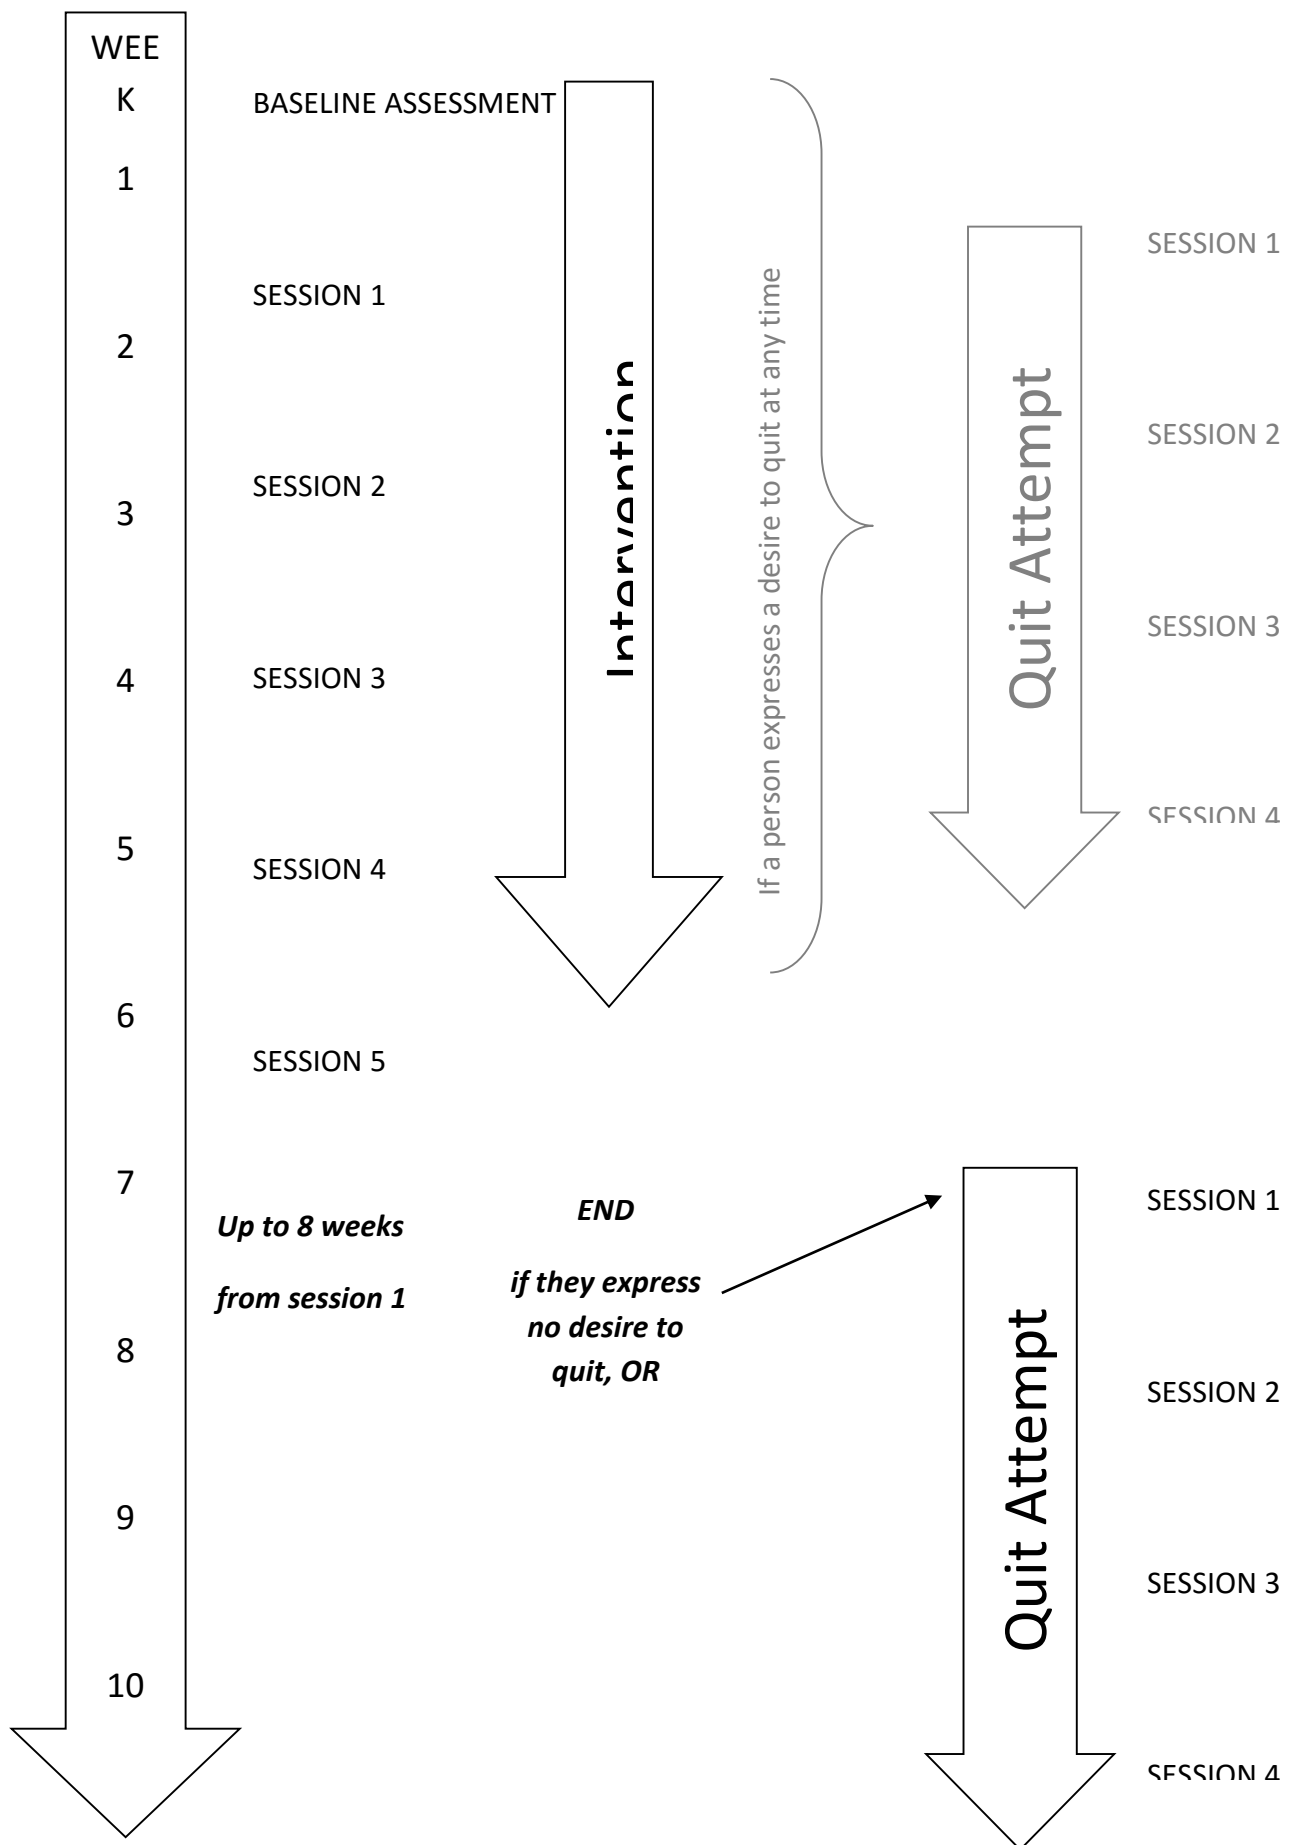 WEE
K
1
2
3
4
5
6
7
8
9
10
BASELINE ASSESSMENT
SESSION 1
SESSION 2
SESSION 3
SESSION 4
SESSION 5
Up to 8 weeks
from session 1
Intervention
If a person expresses a desire to quit at any time
Quit Attempt
SESSION 1
SESSION 2
SESSION 3
SESSION 4
END
if they express
no desire to
quit, OR
Quit Attempt
SESSION 1
SESSION 2
SESSION 3
SESSION 4